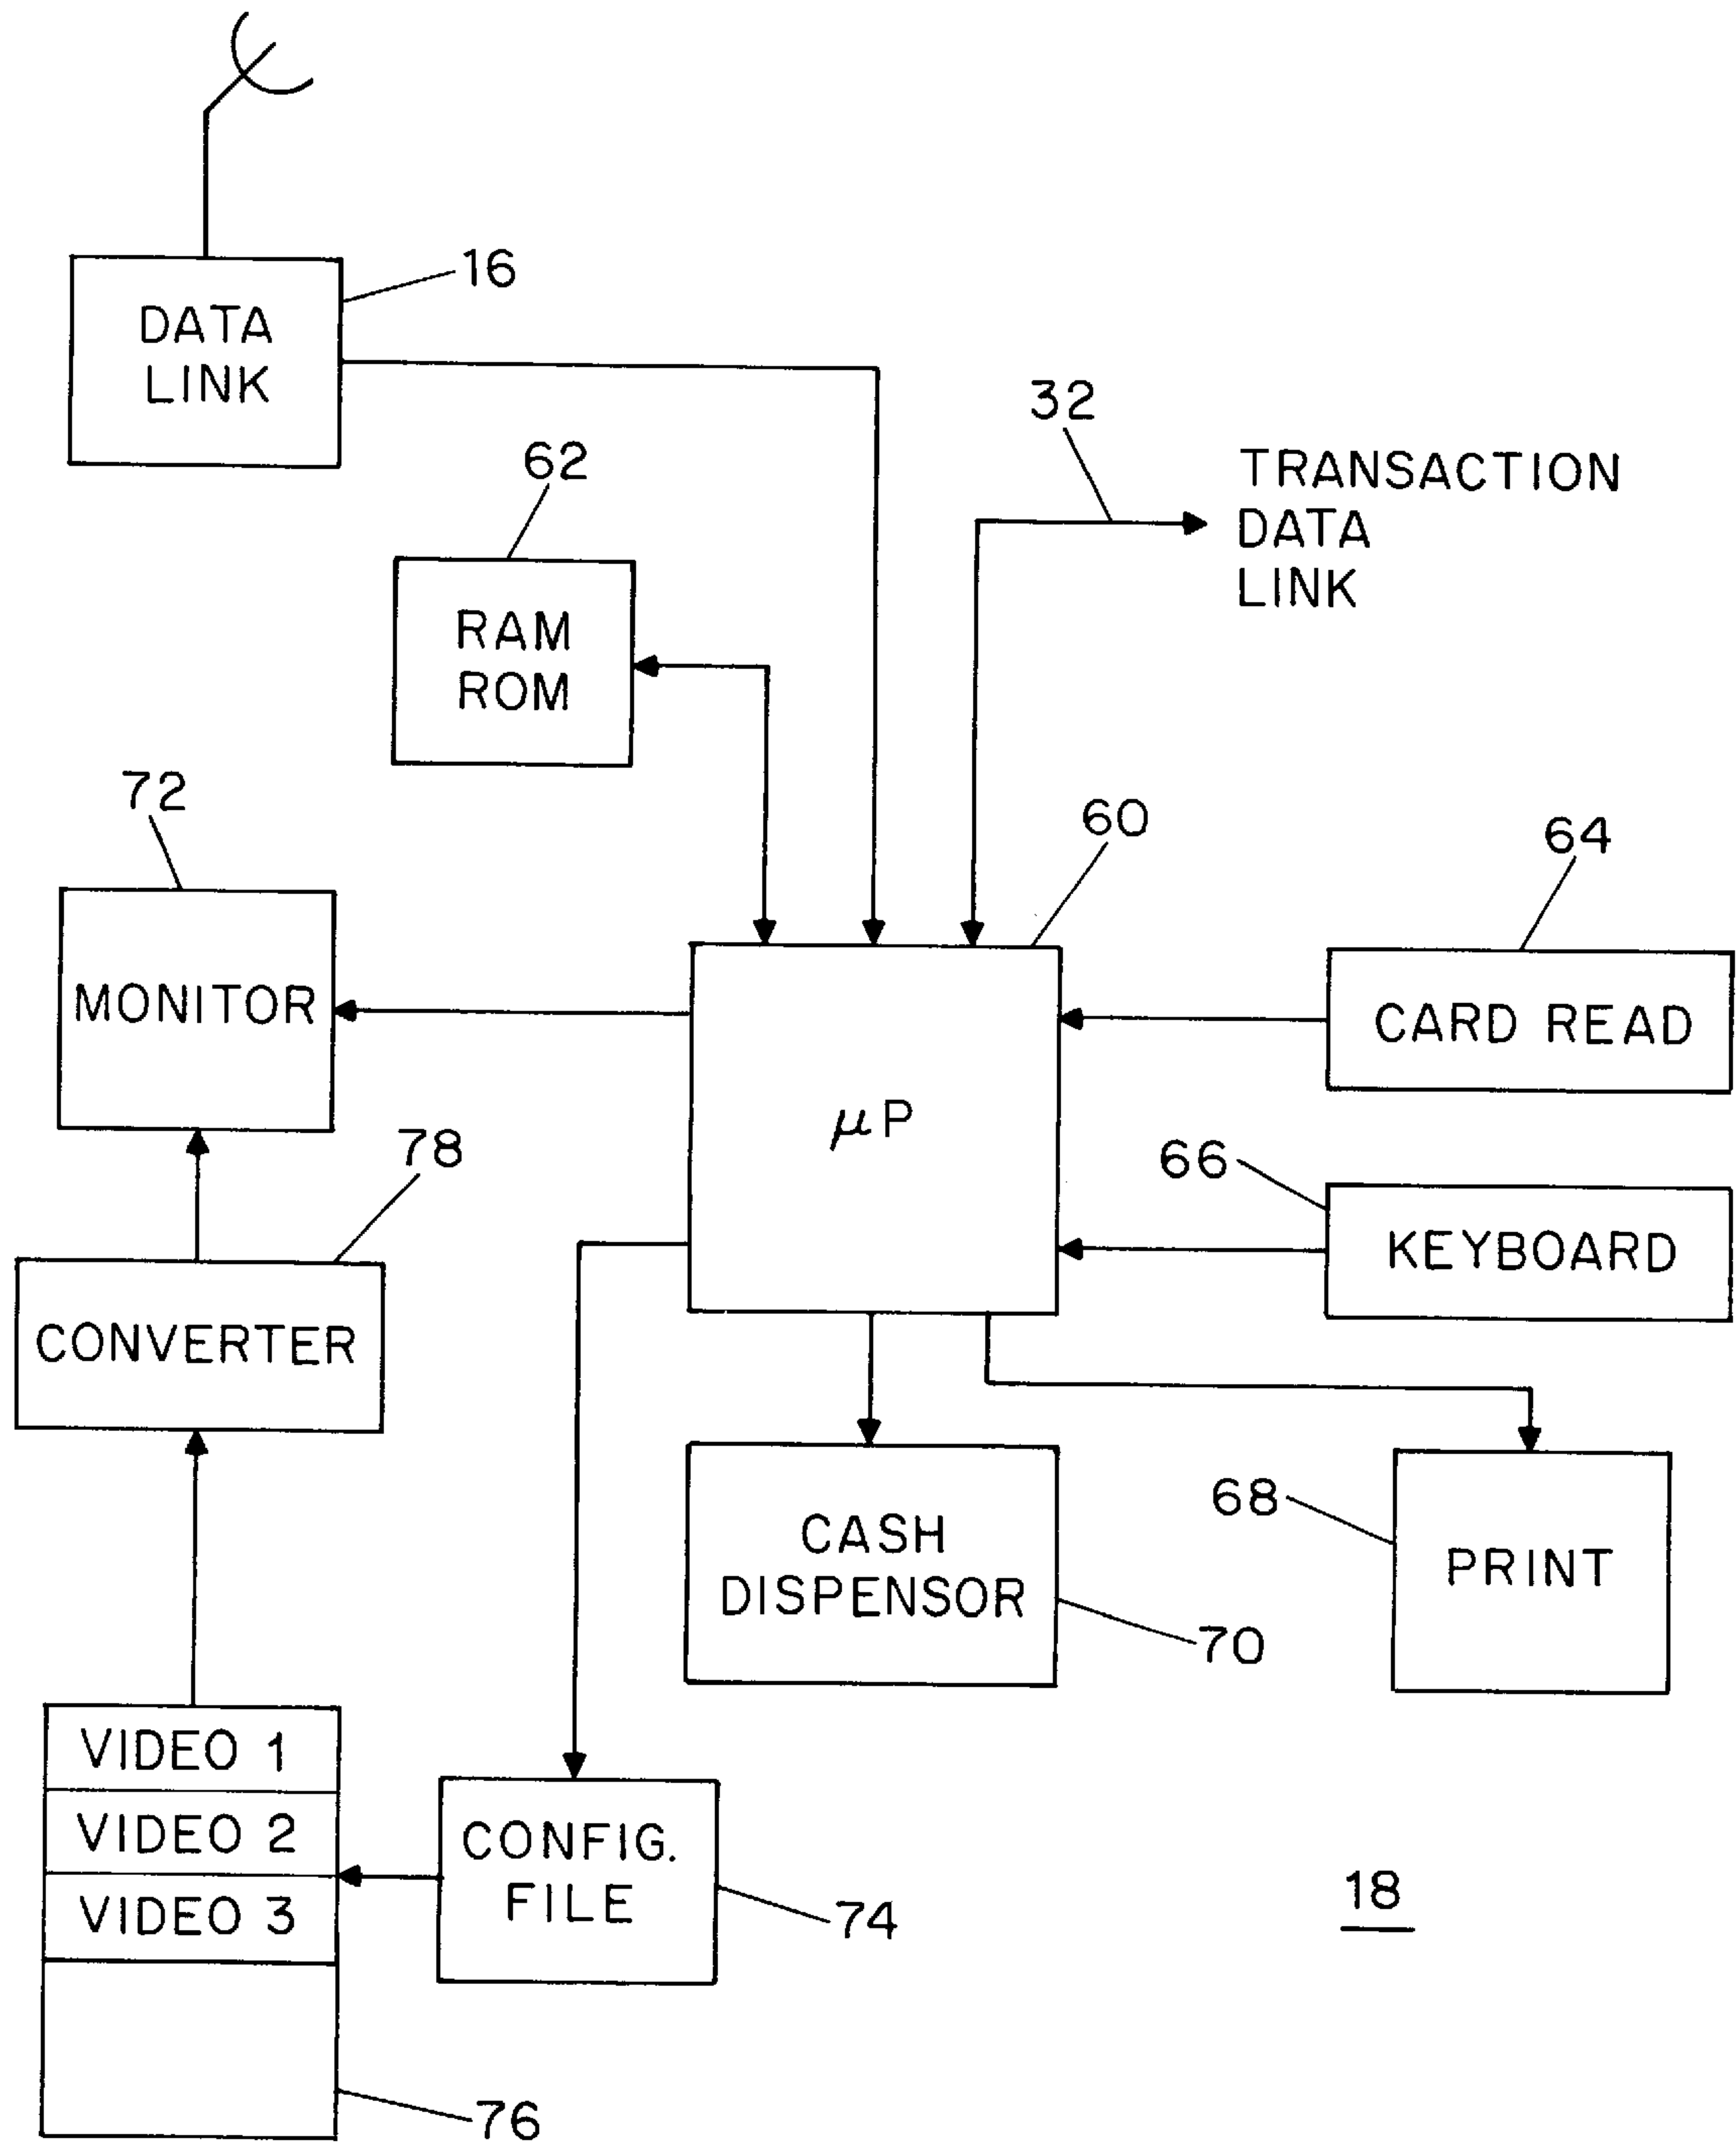 16
DATA
LINK
32
TRANSACTION
DATA
LINK
62
RAM
ROM
72
60
64
MONITOR
CARD READ
μP
78
66
KEYBOARD
CONVERTER
68
CASH
DISPENSOR
PRINT
70
VIDEO 1
VIDEO 2
VIDEO 3
CONFIG.
FILE
74
18
76